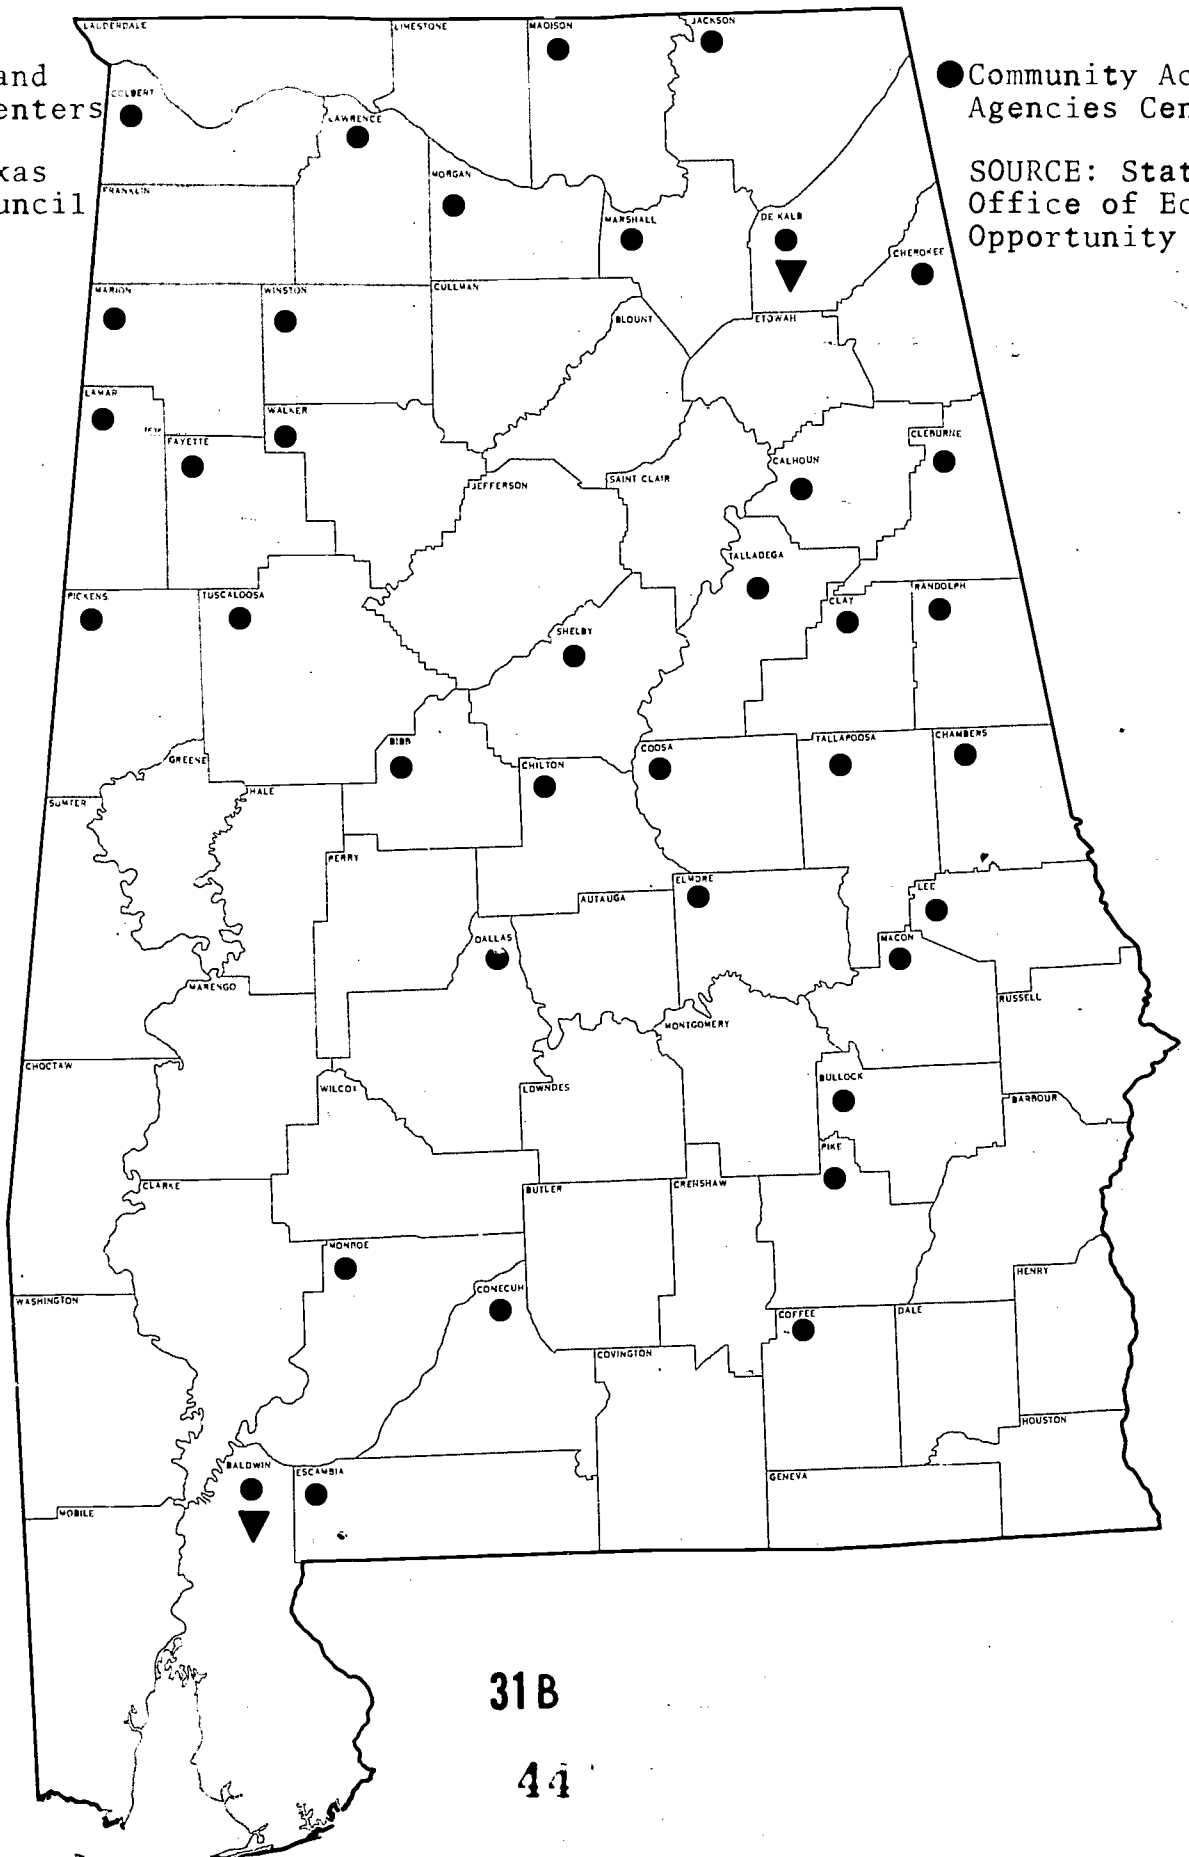 and
enters
xas
uncil
Community Ac
Agencies Cen
SOURCE: Stat
Office of Ec
Opportunity
LAUDERDALE
LIMESTONE
MADISON
JACKSON
COLBERT
LAWRENCE
FRANKLIN
MORGAN
MARSHALL
DE KALB
CHEROKEE
MARION
WINSTON
CULLMAN
BLOUNT
ETOWAH
LAMAR
WALKER
FAYETTE
JEFFERSON
SAINT CLAIR
CALHOUN
CLEBURNE
TALLADEGA
PICKENS
TUSCALOOSA
SHELBY
CLAY
RANDOLPH
GREENE
BIBB
CHILTON
COOSA
TALLAPOOSA
CHAMBERS
SUMTER
HALE
PERRY
AUTAUGA
ELMORE
LEE
DALLAS
MACON
MARENGO
MONTGOMERY
RUSSELL
CHOCTAW
WILCOX
LOWNDES
BULLOCK
BARBOUR
PIKE
CLARKE
BUTLER
CRENSHAW
MONROE
CONECUH
HENRY
WASHINGTON
COFFEE
DALE
COVINGTON
HOUSTON
BALDWIN
ESCAMBIA
GENEVA
MOBILE
31B
44